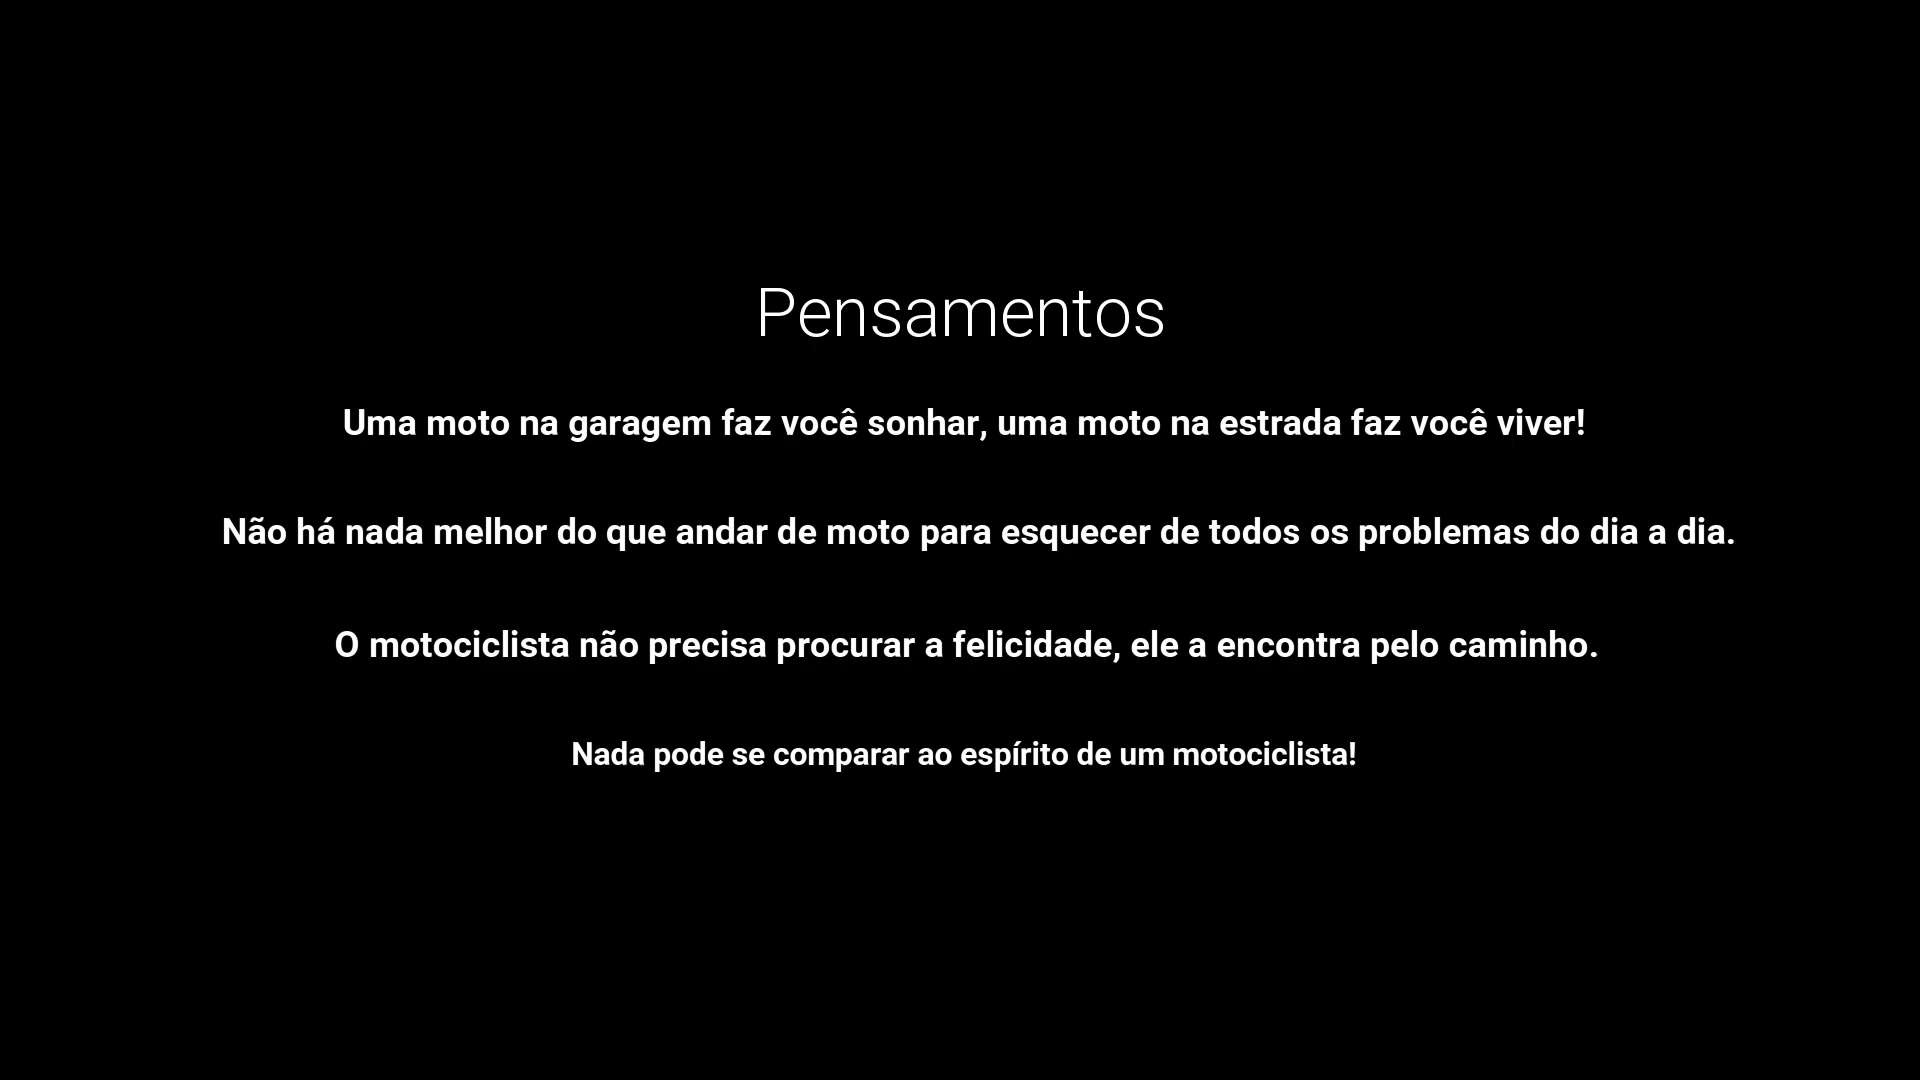 Pensamentos
Uma moto na garagem faz você sonhar, uma moto na estrada faz você viver!
Não há nada melhor do que andar de moto para esquecer de todos os problemas do dia a dia.
O motociclista não precisa procurar a felicidade, ele a encontra pelo caminho.
Nada pode se comparar ao espírito de um motociclista!